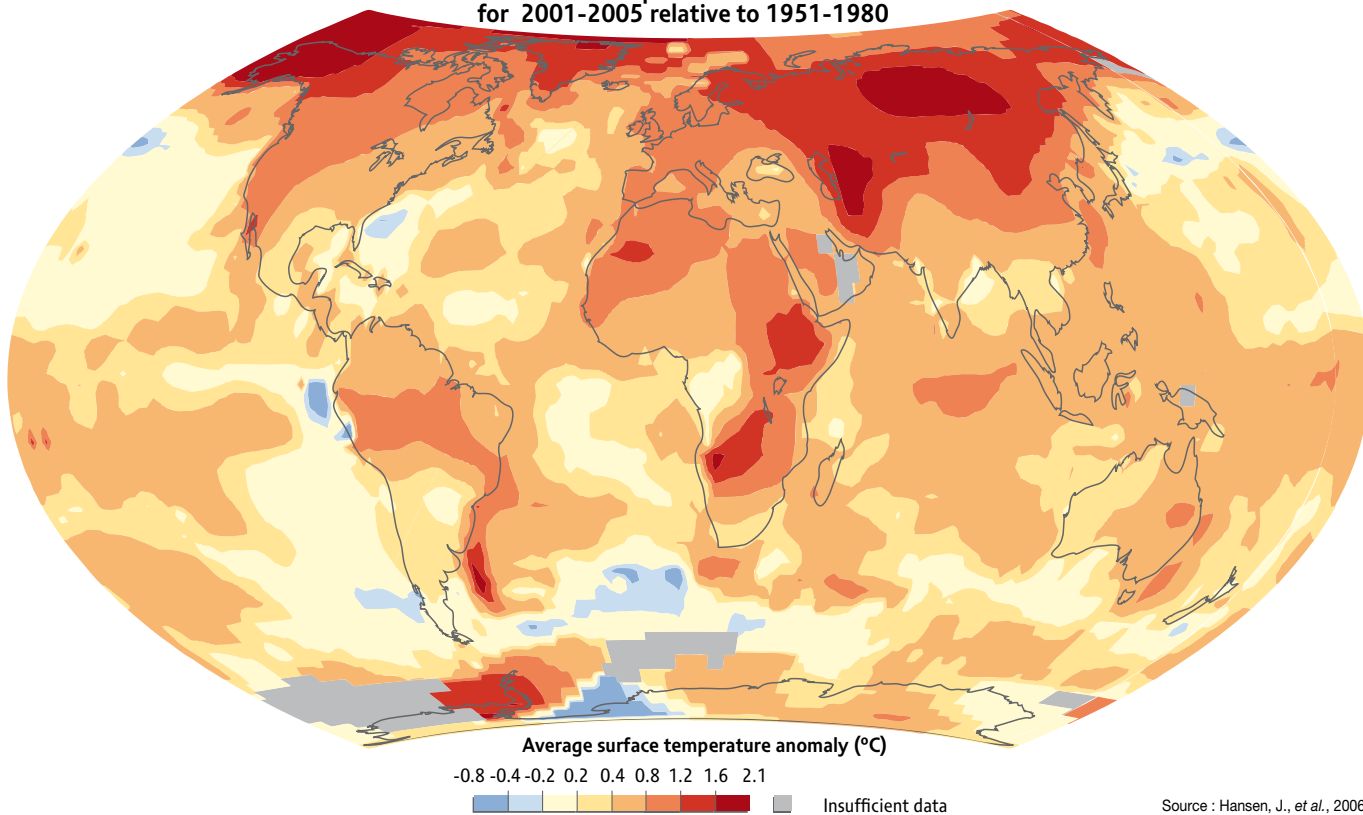 for 2001-2005 relative to 1951-1980
Average surface temperature anomaly (ºC)
-0.8 -0.4 -0.2 0.2 0.4 0.8 1.2 1.6 2.1
Insufficient data
Source : Hansen, J., et al., 2006